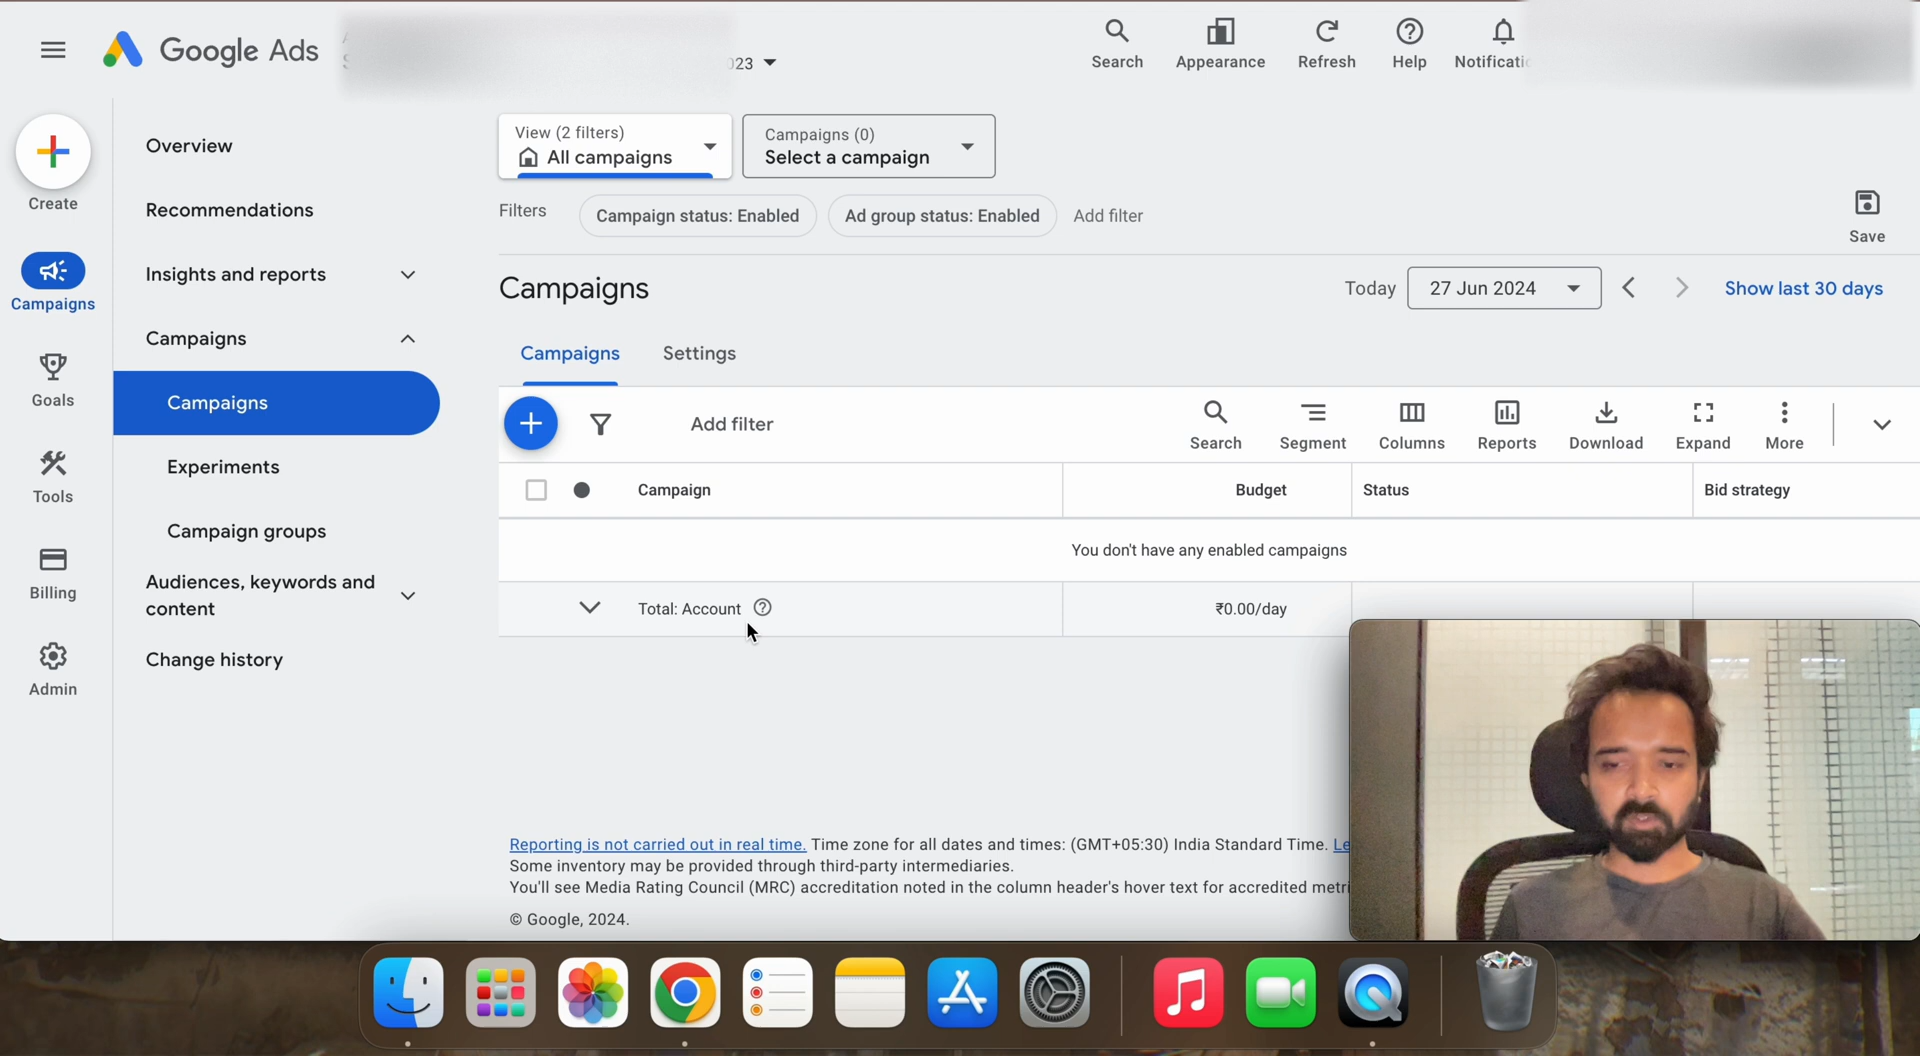 Google Ads
023
Search
Appearance
Refresh
Help
Create
Campaigns
Goals
Tools
Billing
Admin
Overview
Recommendations
Insights and reports
Campaigns
Campaigns
Experiments
Campaign groups
Audiences, keywords and
content
Change history
View (2 filters)
All campaigns
Campaigns (0)
Select a campaign
Filters
Campaign status: Enabled
Ad group status: Enabled
Add filter
Save
Campaigns
Today
27 Jun 2024
Show last 30 days
Campaigns
Settings
Add filter
Search
Segment
Columns
Reports
Download
Expand
More
Campaign
Budget
Status
Bid strategy
You don't have any enabled campaigns
Total: Account
₹0.00/day
Reporting is not carried out in real time. Time zone for all dates and times: (GMT+05:30) India Standard Time. Le
Some inventory may be provided through third-party intermediaries.
You'll see Media Rating Council (MRC) accreditation noted in the column header's hover text for accredited metri
© Google, 2024.